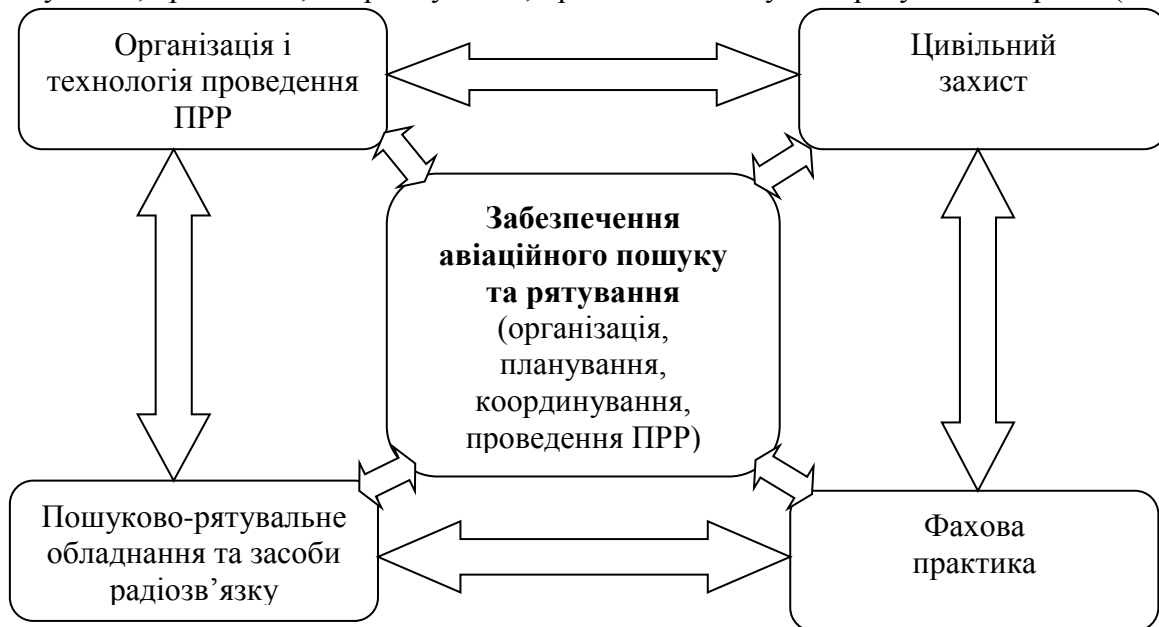 Організація і
технологія проведення
ПРР
Цивільний
захист
Забезпечення
авіаційного пошуку
та рятування
(організація,
планування,
координування,
проведення ПРР)
Пошуково-рятувальне
обладнання та засоби
радіозв’язку
Фахова
практика